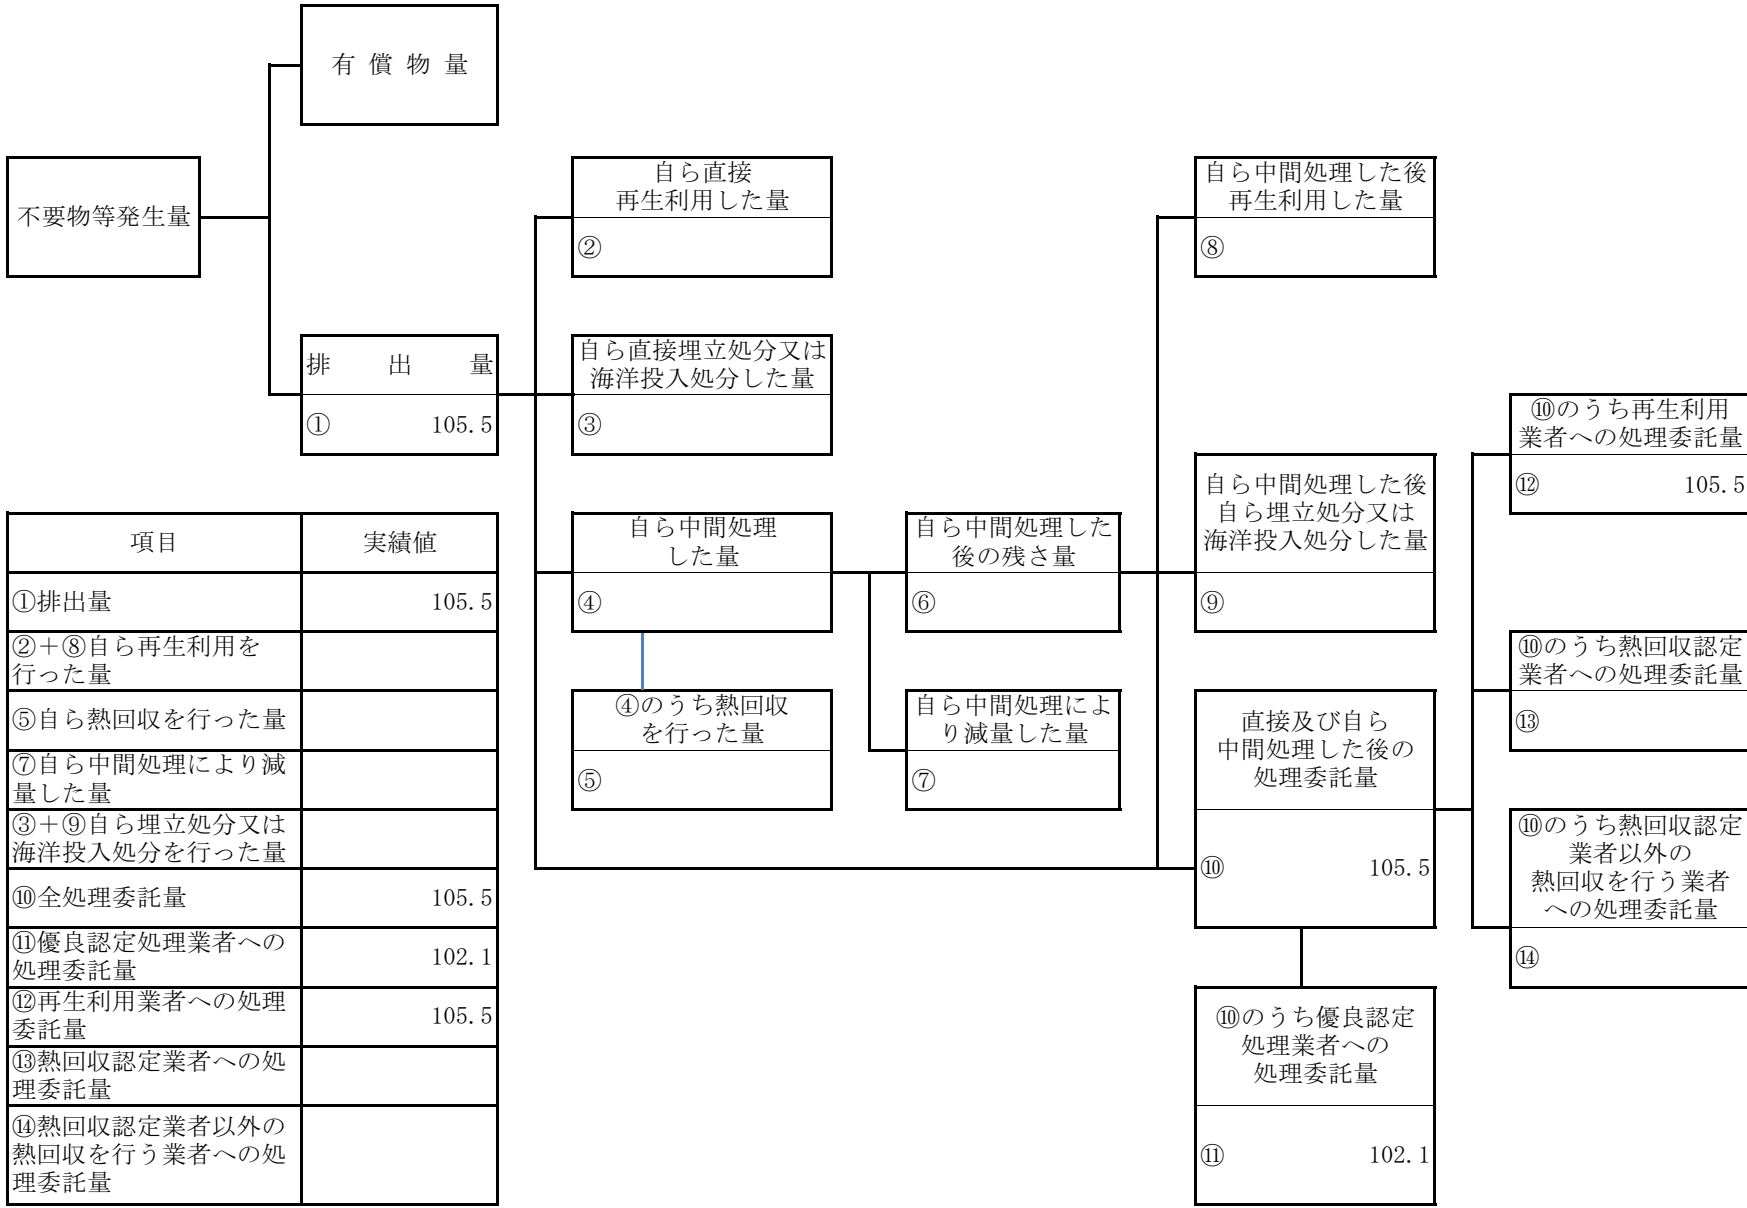 有償物量
不要物等発生量
自ら直接
再生利用した量
②
自ら中間処理した後
再生利用した量
⑧
排出量
① 105.5
自ら直接埋立処分又は
海洋投入処分した量
③
⑩のうち再生利用
業者への処理委託量
⑫ 105.5
自ら中間処理した後
自ら埋立処分又は
海洋投入処分した量
⑨
自ら中間処理
した量
④
自ら中間処理した
後の残さ量
⑥
⑩のうち熱回収認定
業者への処理委託量
⑬
④のうち熱回収
を行った量
⑤
自ら中間処理によ
り減量した量
⑦
直接及び自ら
中間処理した後の
処理委託量
⑩ 105.5
⑩のうち熱回収認定
業者以外の
熱回収を行う業者
への処理委託量
⑭
⑩のうち優良認定
処理業者への
処理委託量
⑪ 102.1
項目 実績値
①排出量 105.5
②＋⑧自ら再生利用を
行った量
⑤自ら熱回収を行った量
⑦自ら中間処理により減
量した量
③＋⑨自ら埋立処分又は
海洋投入処分を行った量
⑩全処理委託量 105.5
⑪優良認定処理業者への
処理委託量 102.1
⑫再生利用業者への処理
委託量 105.5
⑬熱回収認定業者への処
理委託量
⑭熱回収認定業者以外の
熱回収を行う業者への処
理委託量